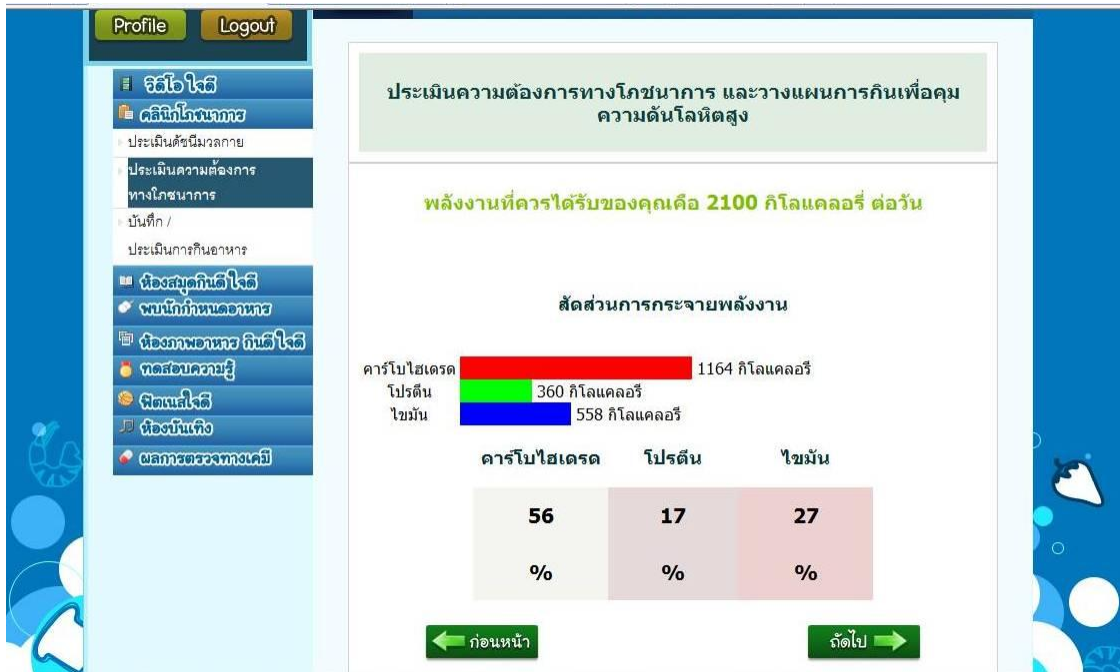 Profile
Logout
วิดีโอ ใจดี
คลินิกโภชนาการ
ประเมินดัชนีมวลกาย
ประเมินความต้องการ
ทางโภชนาการ
บันทึก /
ประเมินการกินอาหาร
ห้องสมุดกินดี ใจดี
พบนักกำหนดอาหาร
ห้องภาพอาหาร กินดี ใจดี
ทดสอบความรู้
ฟิตเนสใจดี
ห้องบันเทิง
ผลการตรวจทางเคมี
ประเมินความต้องการทางโภชนาการ และวางแผนการกินเพื่อคุม
ความดันโลหิตสูง
พลังงานที่ควรได้รับของคุณคือ 2100 กิโลแคลอรี่ ต่อวัน
สัดส่วนการกระจายพลังงาน
คาร์โบไฮเดรต 1164 กิโลแคลอรี่
โปรตีน 360 กิโลแคลอรี่
ไขมัน 558 กิโลแคลอรี่
คาร์โบไฮเดรด โปรตีน ไขมัน
56 17 27
% % %
ก่อนหน้า
ถัดไป